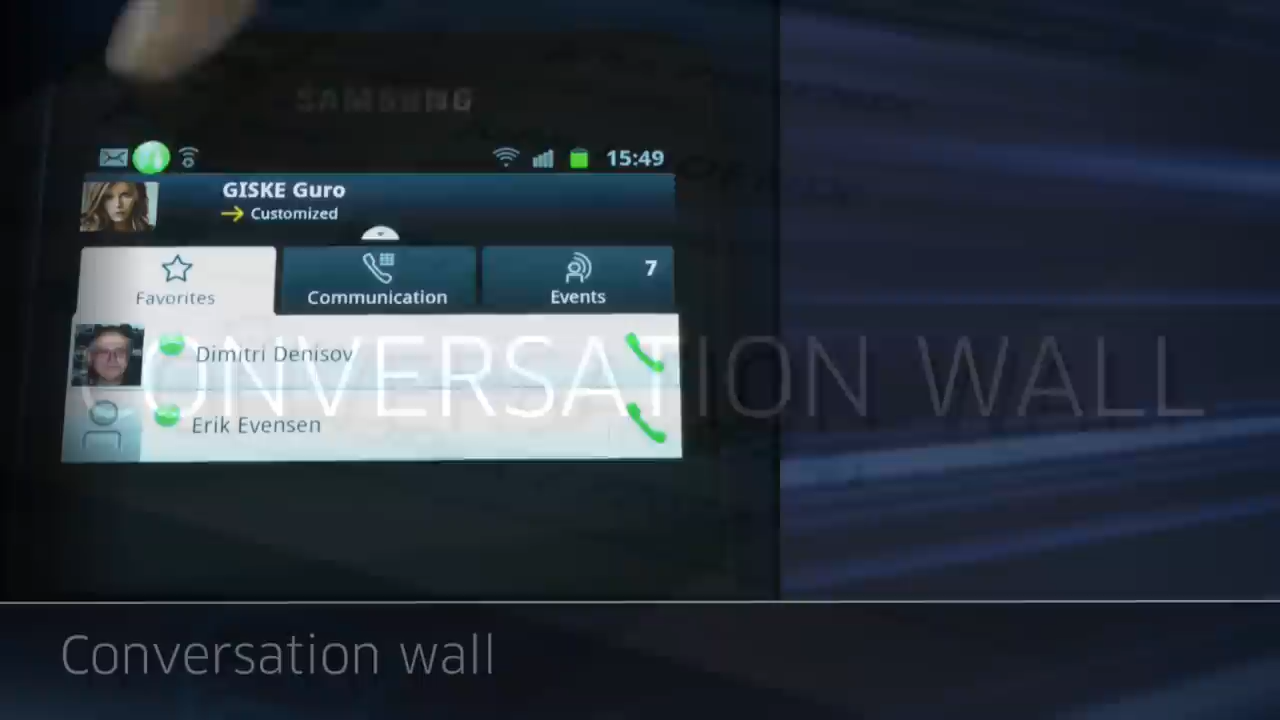 SAMSUNG
15:49
GISKE Guro
Customized
7
Favorites
Communication
Events
Dimitri Denisov
CONVERSATION WALL
Erik Evensen
Conversation wall